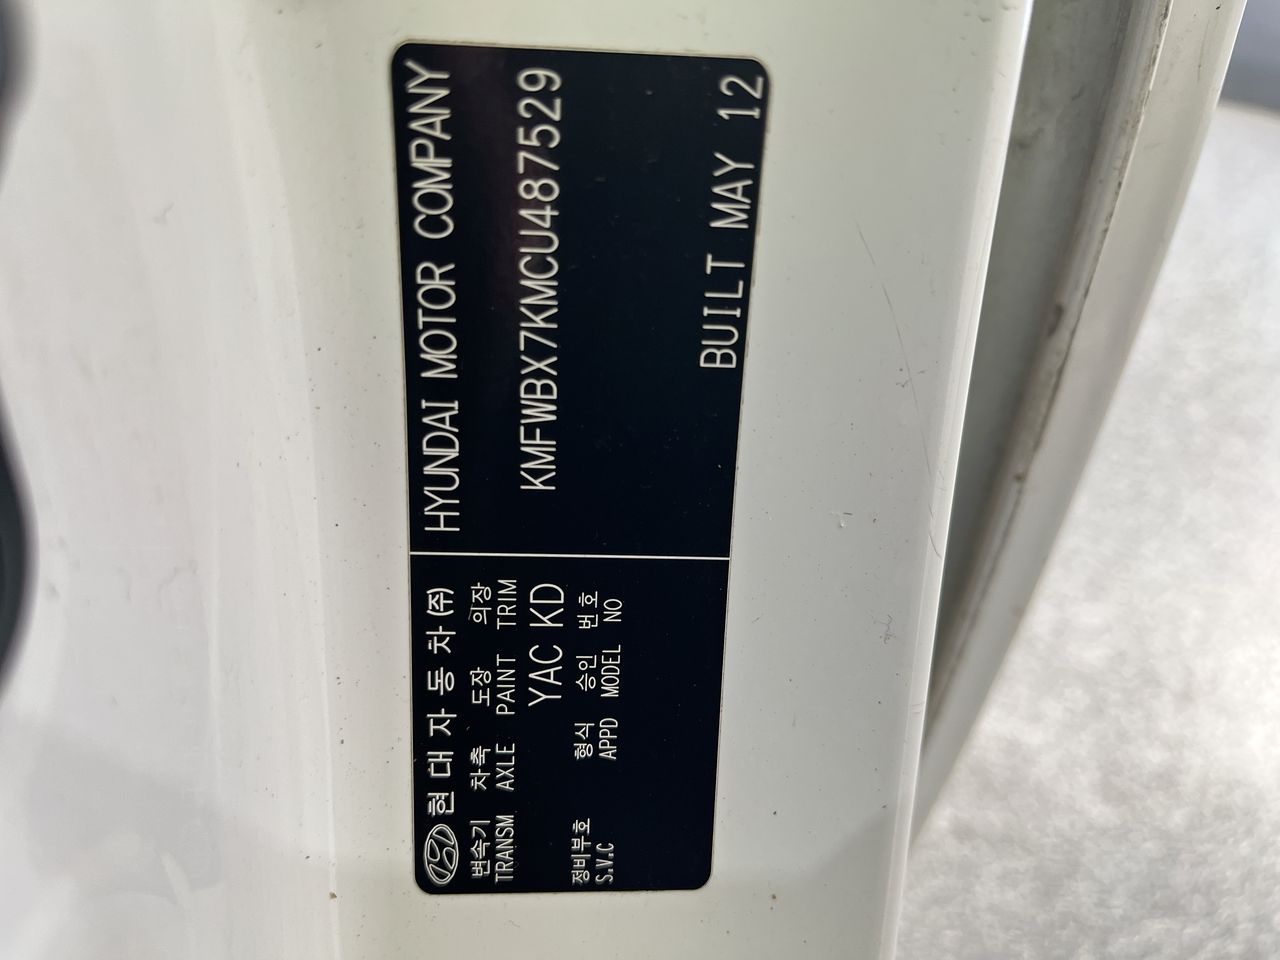 현대자동차(주)
변속기 차축 도장 의장
TRANSM AXLE PAINT TRIM
YAC KD
정비부호 형식 승인 번호
S.V.C APPD MODEL NO
HYUNDAI MOTOR COMPANY
KMFWBX7KMCU487529
BUILT MAY 12